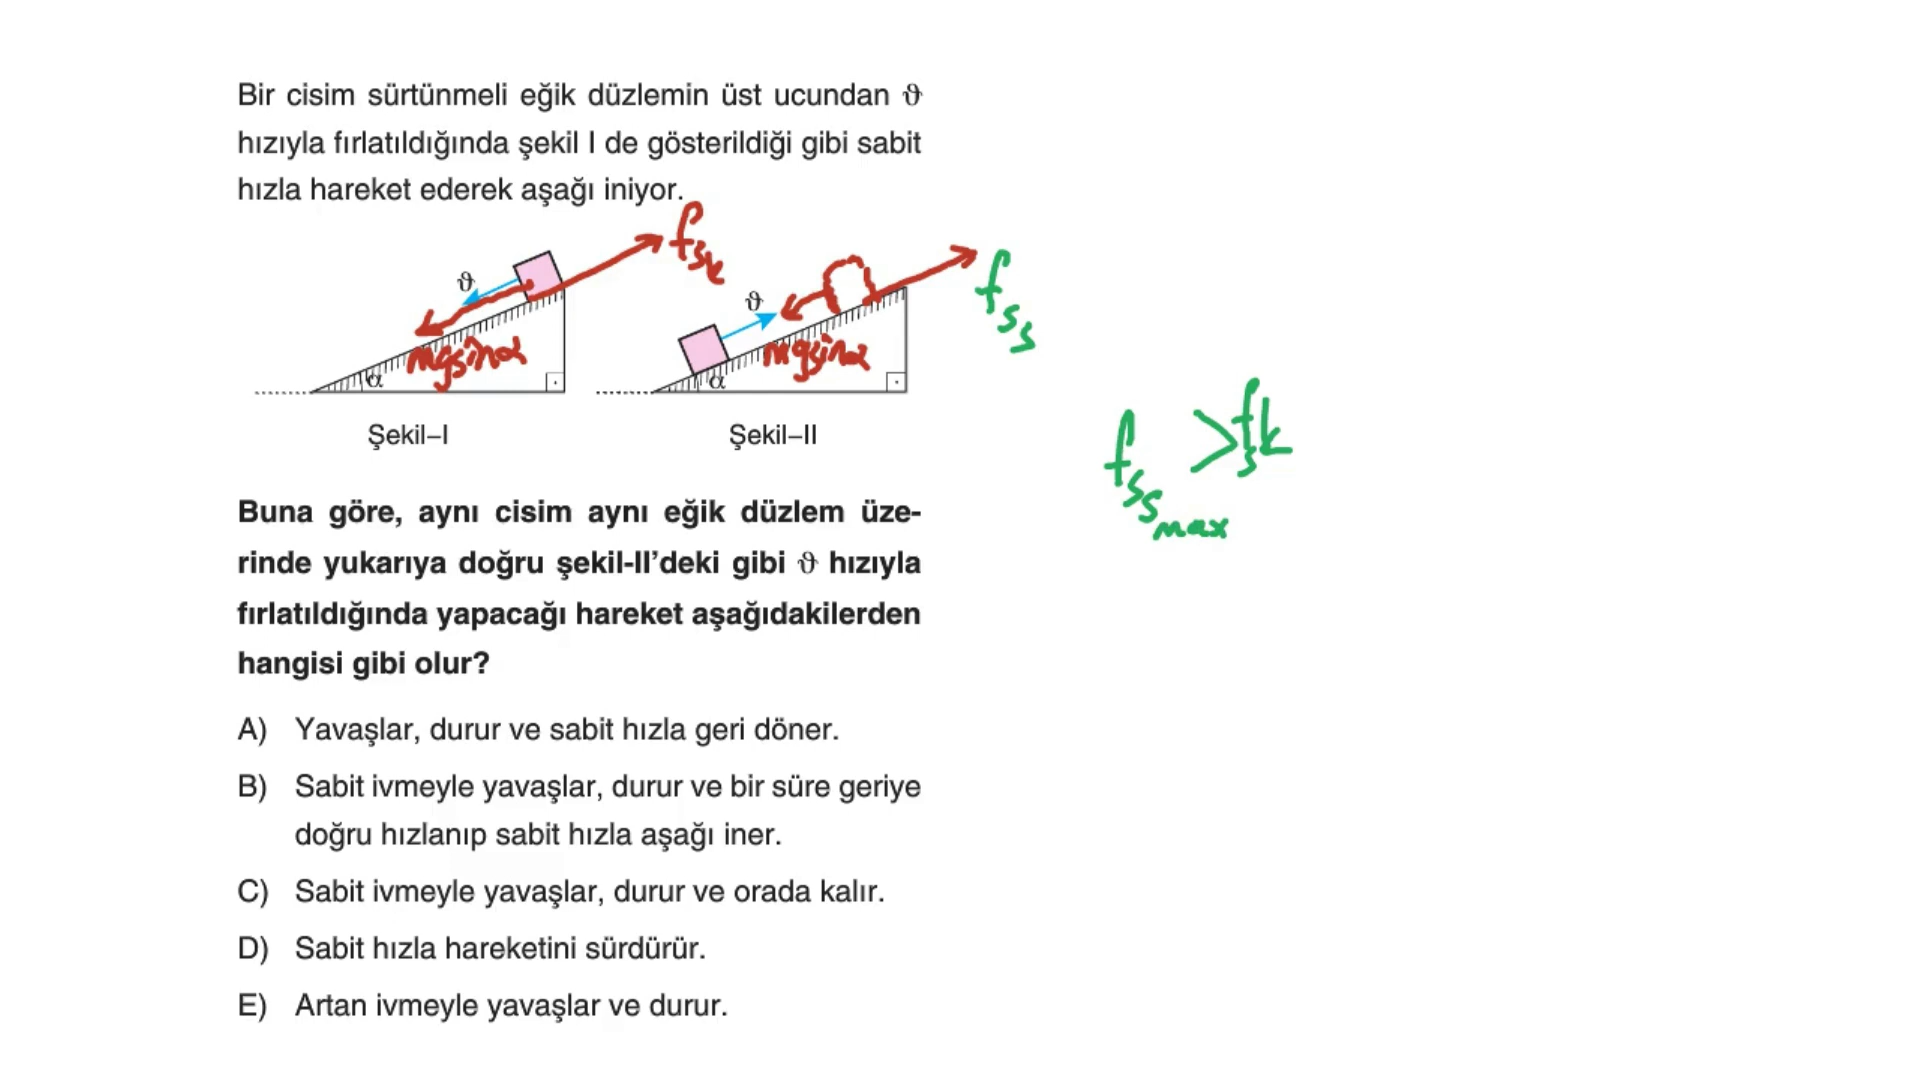 Bir cisim sürtünmeli eğik düzlemin üst ucundan ϑ
hızıyla fırlatıldığında şekil I de gösterildiği gibi sabit
hızla hareket ederek aşağı iniyor.
fsk
fss
ϑ
ϑ
mgsinα
mgsinα
α
α
Şekil–I
Şekil–II
fss max > fsk
Buna göre, aynı cisim aynı eğik düzlem üze-
rinde yukarıya doğru şekil-II’deki gibi ϑ hızıyla
fırlatıldığında yapacağı hareket aşağıdakilerden
hangisi gibi olur?
A) Yavaşlar, durur ve sabit hızla geri döner.
B) Sabit ivmeyle yavaşlar, durur ve bir süre geriye
doğru hızlanıp sabit hızla aşağı iner.
C) Sabit ivmeyle yavaşlar, durur ve orada kalır.
D) Sabit hızla hareketini sürdürür.
E) Artan ivmeyle yavaşlar ve durur.